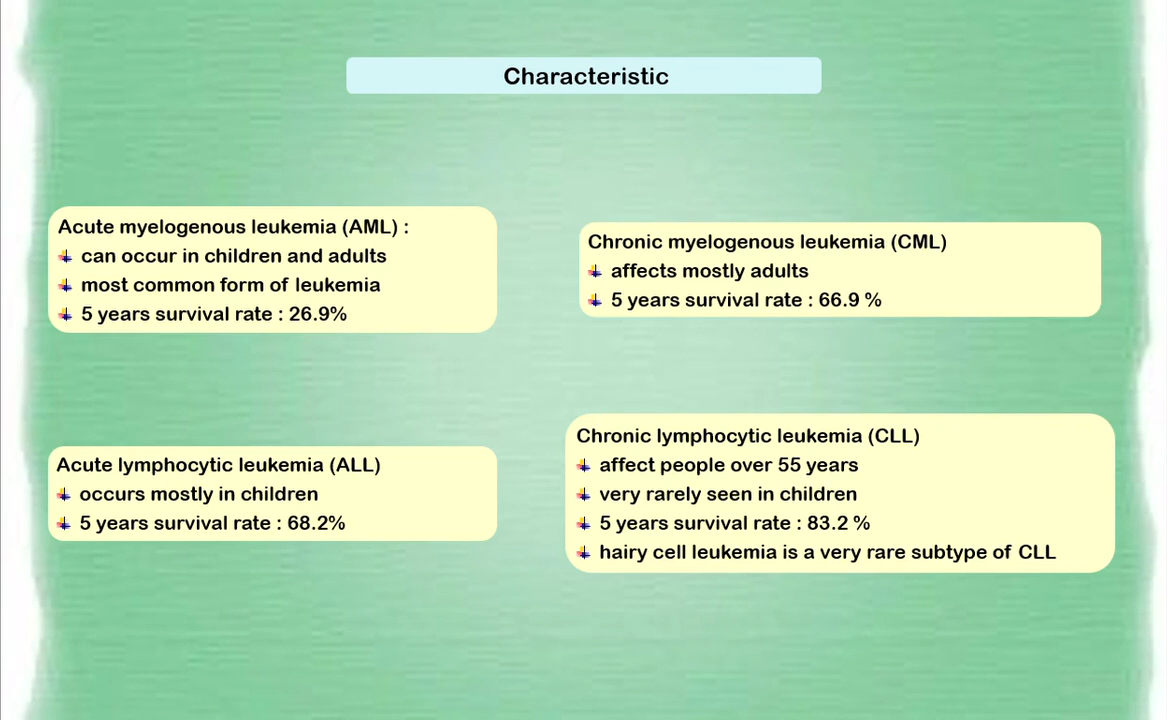 Characteristic
Acute myelogenous leukemia (AML) :
can occur in children and adults
most common form of leukemia
5 years survival rate : 26.9%
Chronic myelogenous leukemia (CML)
affects mostly adults
5 years survival rate : 66.9 %
Acute lymphocytic leukemia (ALL)
occurs mostly in children
5 years survival rate : 68.2%
Chronic lymphocytic leukemia (CLL)
affect people over 55 years
very rarely seen in children
5 years survival rate : 83.2 %
hairy cell leukemia is a very rare subtype of CLL